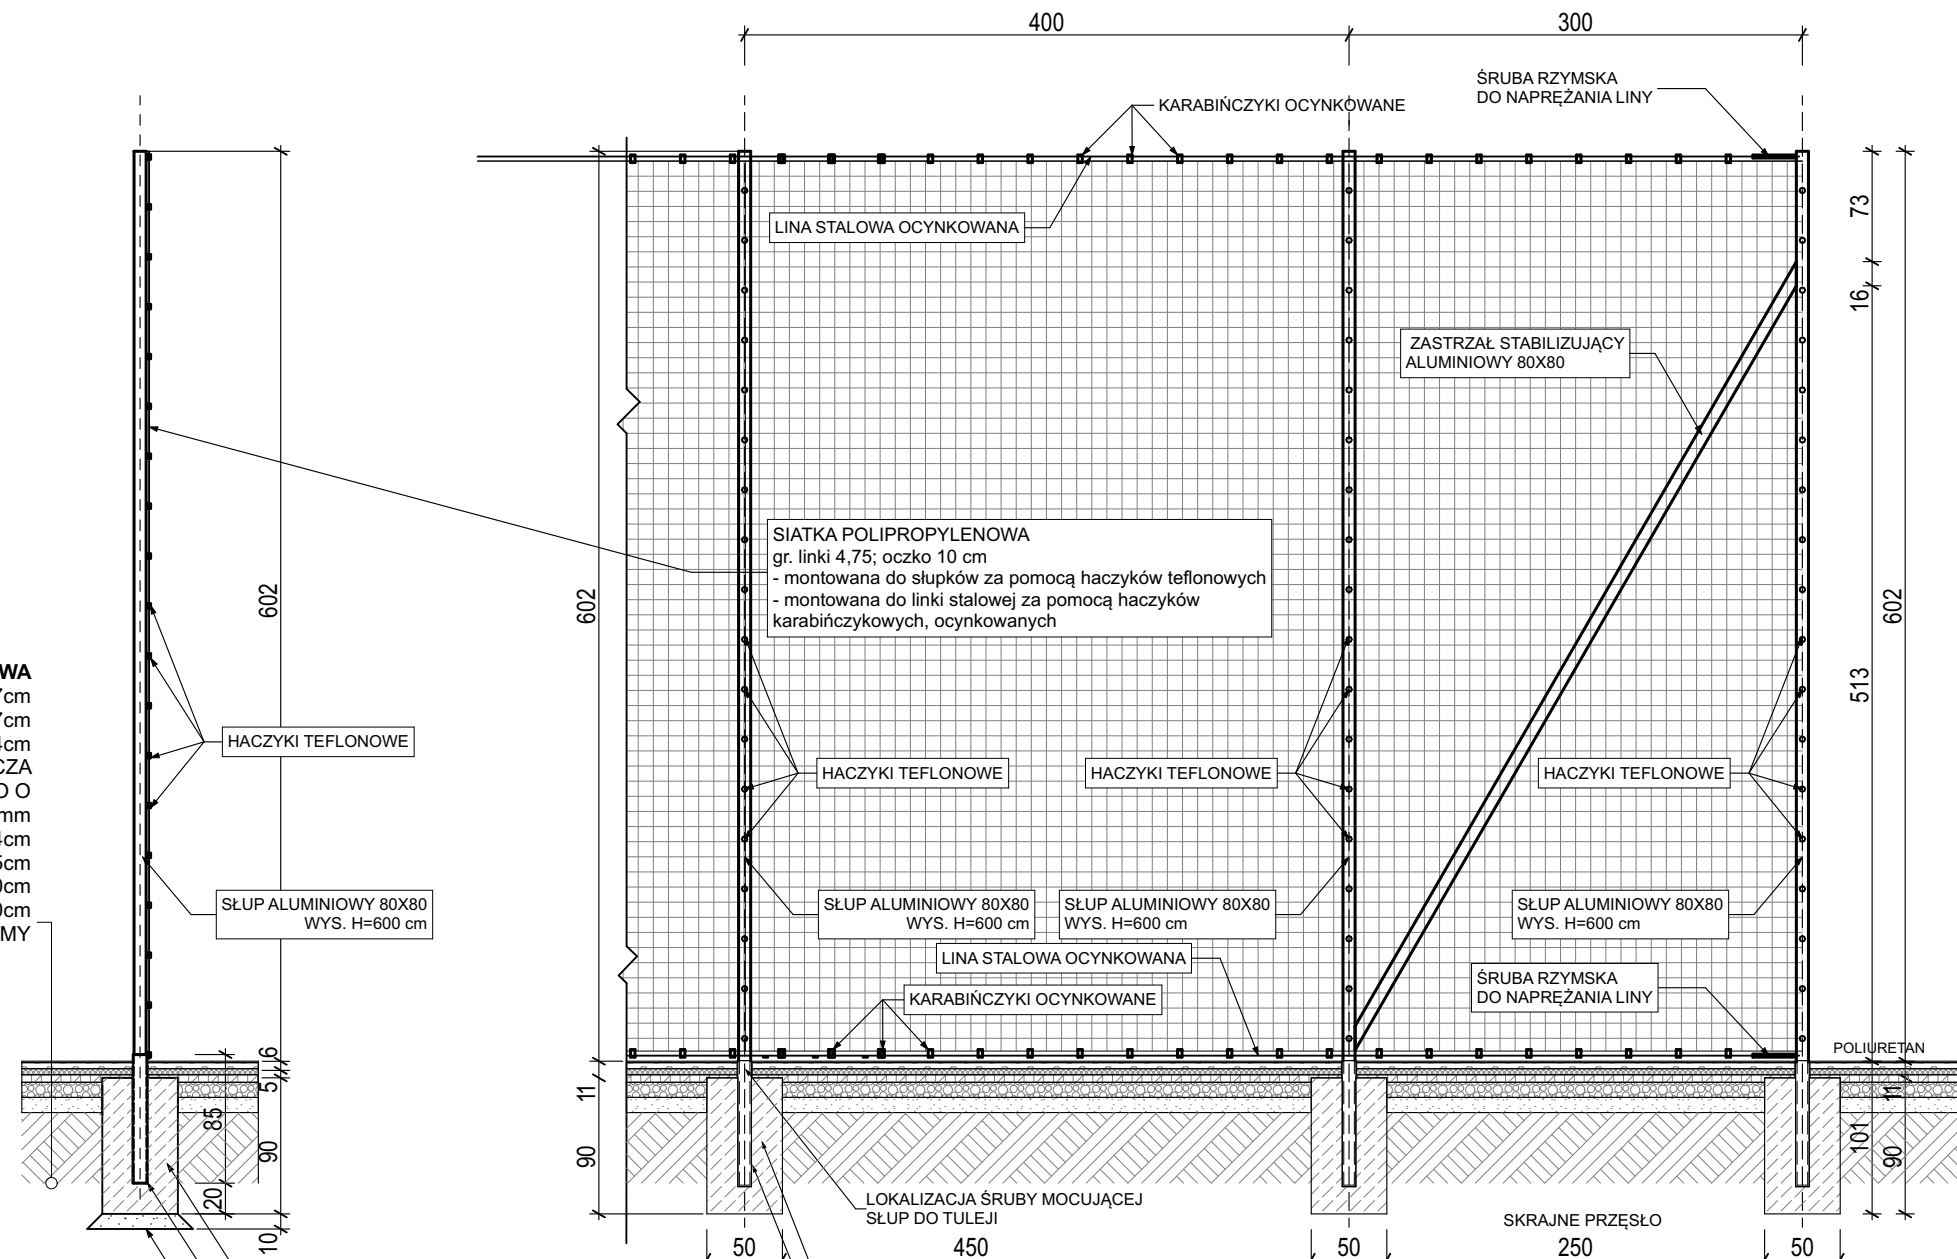 400
300
ŚRUBA RZYMSKA
DO NAPRĘŻANIA LINY
KARABIŃCZYKI OCYNKOWANE
LINA STALOWA OCYNKOWANA
73
16
ZASTRZAŁ STABILIZUJĄCY
ALUMINIOWY 80X80
SIATKA POLIPROPYLENOWA
gr. linki 4,75; oczko 10 cm
- montowana do słupków za pomocą haczyków teflonowych
- montowana do linki stalowej za pomocą haczyków
karabińczykowych, ocynkowanych
602
602
602
513
WA
7cm
7cm
4cm
CZA
O O
mm
4cm
5cm
0cm
0cm
MY
HACZYKI TEFLONOWE
HACZYKI TEFLONOWE
HACZYKI TEFLONOWE
HACZYKI TEFLONOWE
SŁUP ALUMINIOWY 80X80
WYS. H=600 cm
SŁUP ALUMINIOWY 80X80
WYS. H=600 cm
SŁUP ALUMINIOWY 80X80
WYS. H=600 cm
SŁUP ALUMINIOWY 80X80
WYS. H=600 cm
LINA STALOWA OCYNKOWANA
KARABIŃCZYKI OCYNKOWANE
ŚRUBA RZYMSKA
DO NAPRĘŻANIA LINY
POLIURETAN
6
5
85
90
20
10
11
90
11
101
90
LOKALIZACJA ŚRUBY MOCUJĄCEJ
SŁUP DO TULEJI
SKRAJNE PRZĘSŁO
50
450
50
250
50